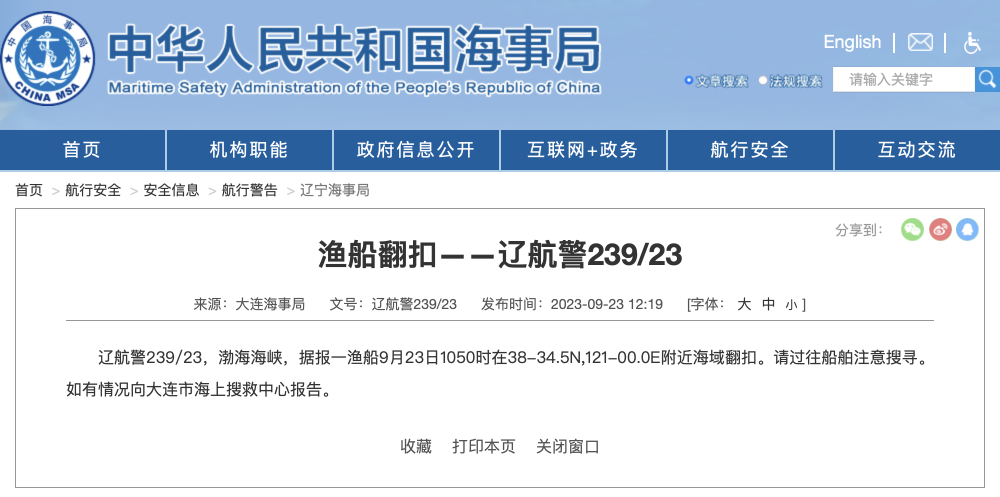 中国海事局
CHINA MSA
中华人民共和国海事局
Maritime Safety Administration of the People's Republic of China
English
文章搜索 法规搜索 请输入关键字
首页 机构职能 政府信息公开 互联网+政务 航行安全 互动交流
首页 > 航行安全 > 安全信息 > 航行警告 > 辽宁海事局
分享到：
渔船翻扣——辽航警239/23
来源：大连海事局 文号：辽航警239/23 发布时间：2023-09-23 12:19 [字体： 大 中 小 ]
辽航警239/23，渤海海峡，据报一渔船9月23日1050时在38-34.5N,121-00.0E附近海域翻扣。请过往船舶注意搜寻。
如有情况向大连市海上搜救中心报告。
收藏 打印本页 关闭窗口